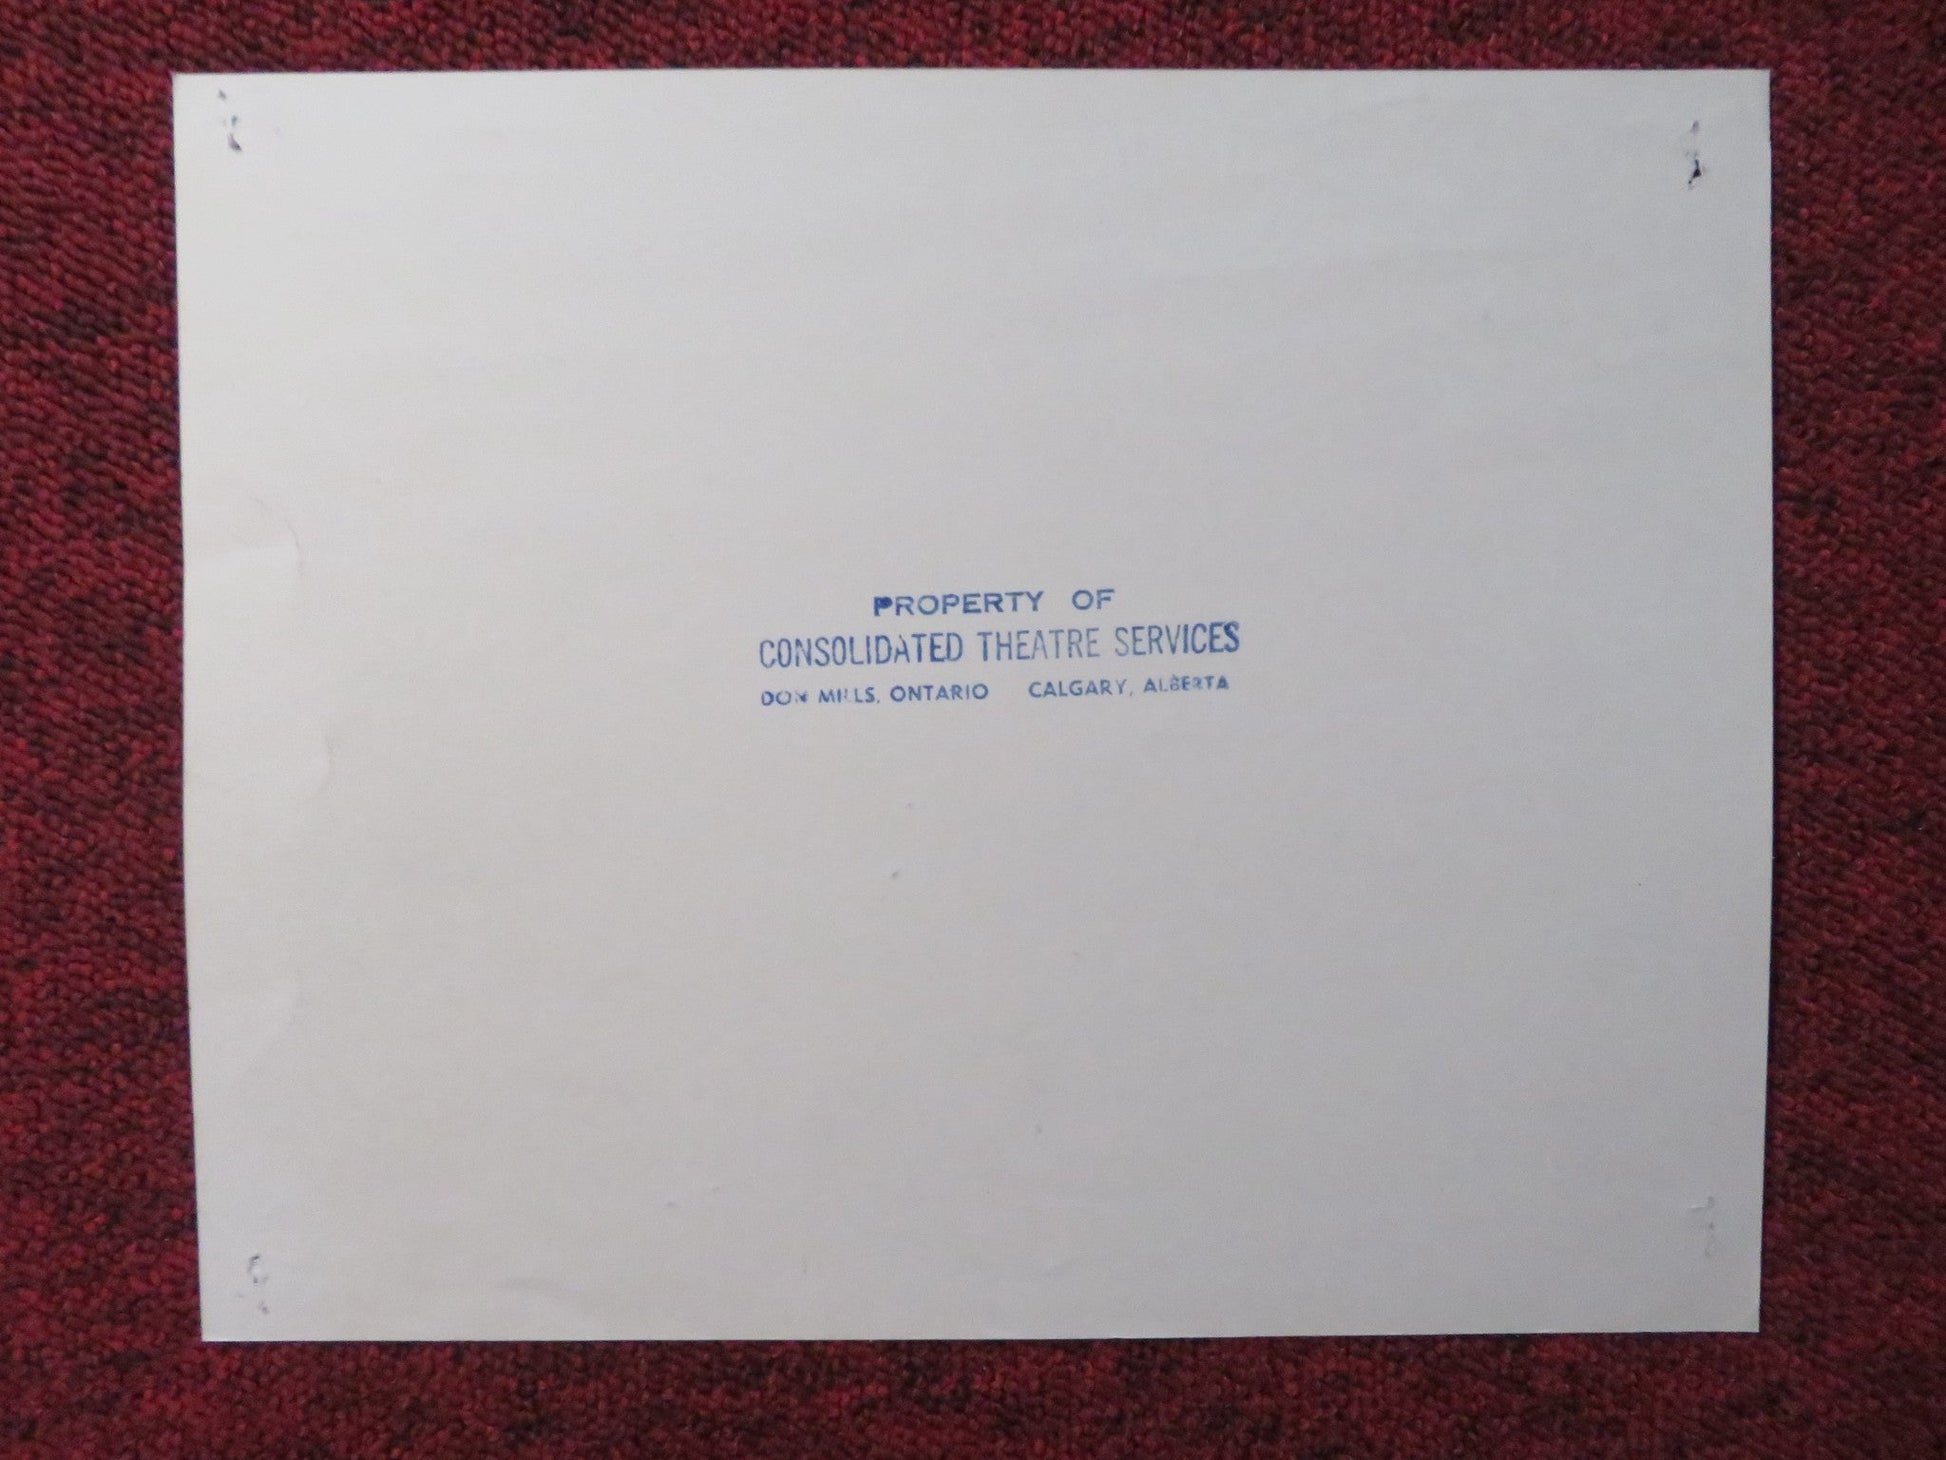 PROPERTY OF
CONSOLIDATED THEATRE SERVICES
DON MILLS, ONTARIO CALGARY, ALBERTA